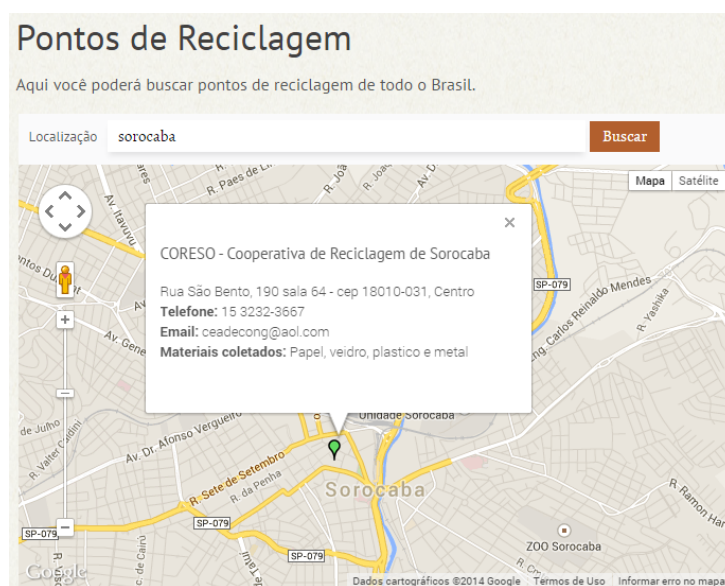 Pontos de Reciclagem
Aqui você poderá buscar pontos de reciclagem de todo o Brasil.
Localização sorocaba Buscar
Mapa Satélite
R. Paes de
Av. Itavuvu
CORESO - Cooperativa de Reciclagem de Sorocaba
Rua São Bento, 190 sala 64 - cep 18010-031, Centro
Telefone: 15 3232-3667
Email: ceadecong@aol.com
Materiais coletados: Papel, veidro, plastico e metal
SP-079
Eng. Carlos Reinaldo Mendes
R. Yashika
Av. Gene
Unidade Sorocaba
de Julho
R. Valter
Av. Dr. Afonso Vergueiro
R. Sete de Setembro
R. da Penha
Sorocaba
R. Ramon Har
SP-079
SP-079
ZOO Sorocaba
Google
Dados cartográficos ©2014 Google Termos de Uso Informar erro no mapa